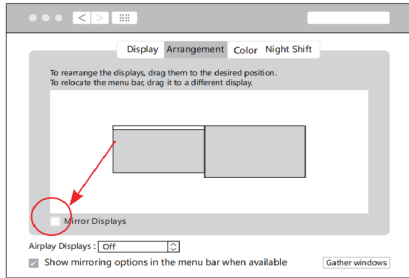 Display Arrangement Color Night Shift
To rearrange the displays, drag them to the desired position.
To relocate the menu bar, drag it to a different display.
Mirror Displays
Airplay Displays : Off
Show mirroring options in the menu bar when available
Gather windows